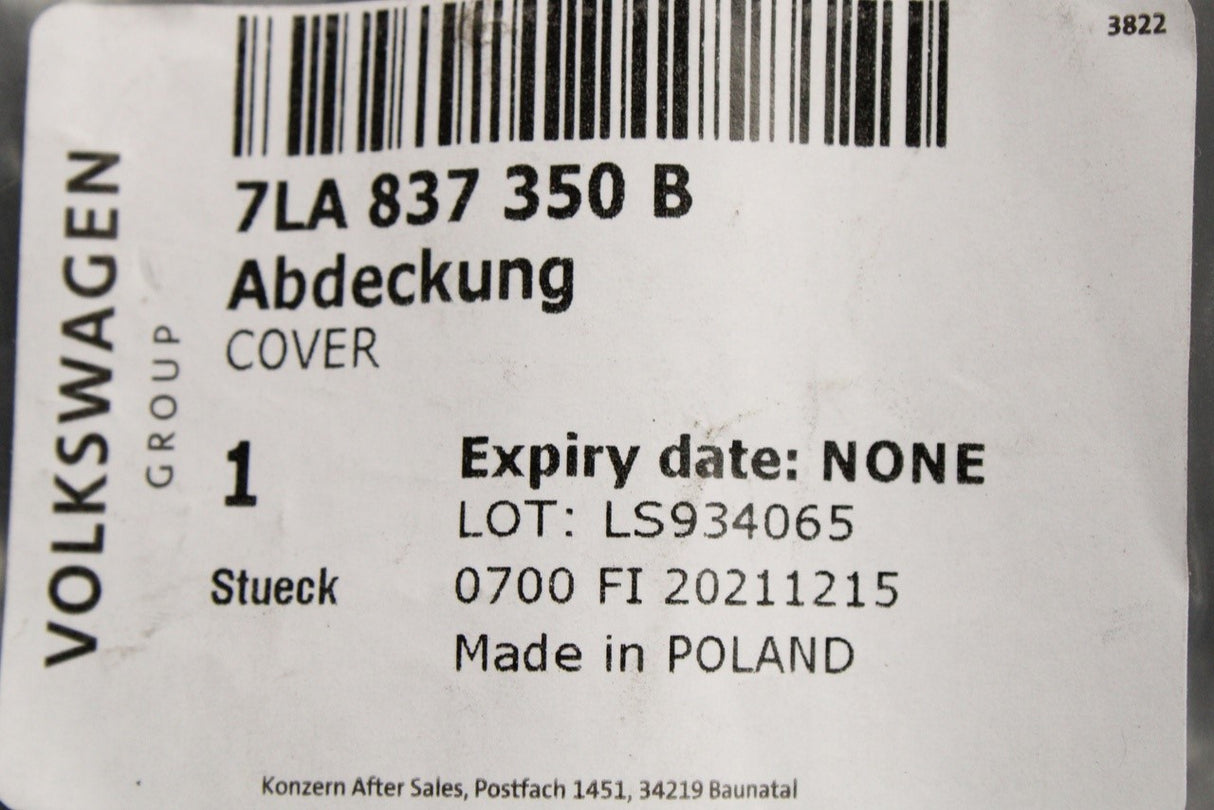 3822
7LA 837 350 B
Abdeckung
COVER
VOLKSWAGEN
GROUP
1
Stueck
Expiry date: NONE
LOT: LS934065
0700 FI 20211215
Made in POLAND
Konzern After Sales, Postfach 1451, 34219 Baunatal